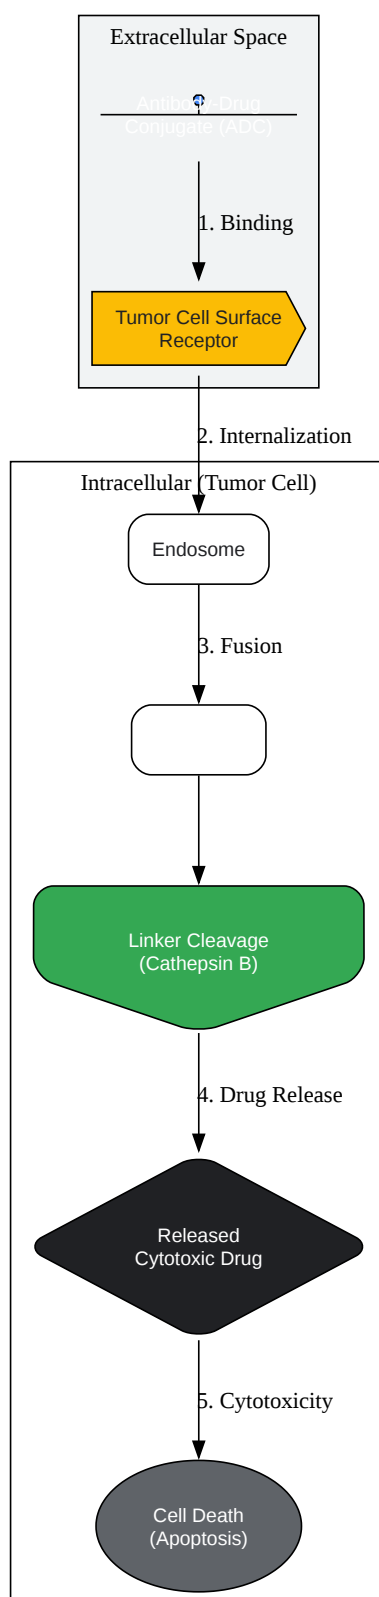 Extracellular Space
Antibody-Drug
Conjugate (ADC)
1. Binding
Tumor Cell Surface
Receptor
2. Internalization
Intracellular (Tumor Cell)
Endosome
3. Fusion
Linker Cleavage
(Cathepsin B)
4. Drug Release
Released
Cytotoxic Drug
5. Cytotoxicity
Cell Death
(Apoptosis)